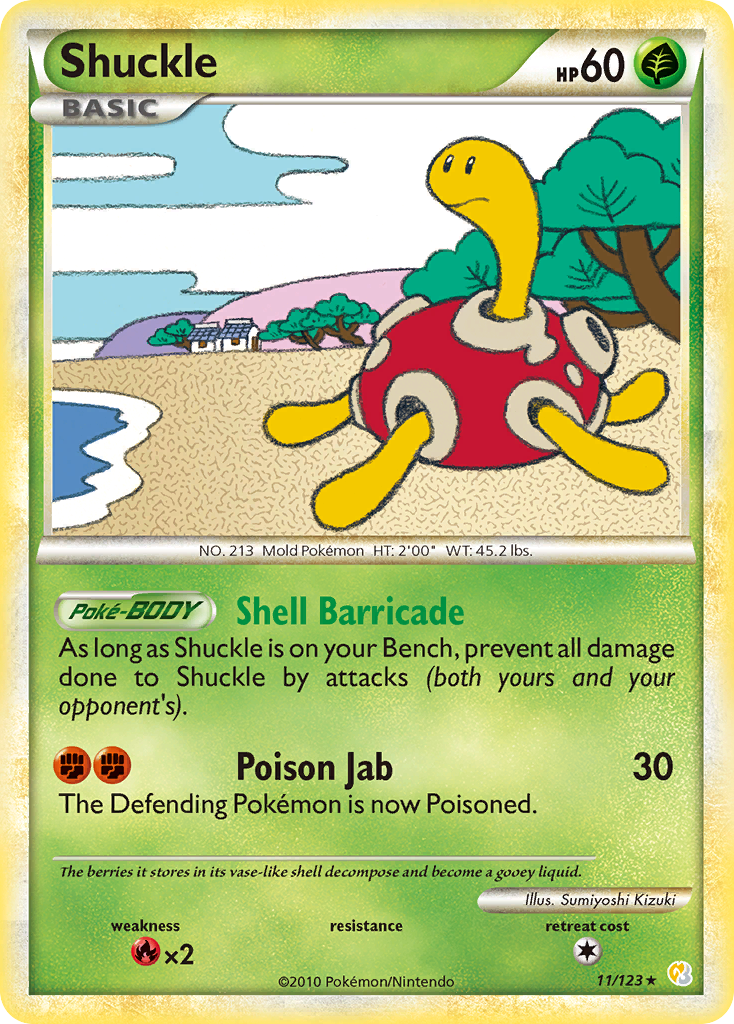 Shuckle
HP60
BASIC
NO. 213 Mold Pokémon HT: 2'00" WT: 45.2 lbs.
Poké-BODY Shell Barricade
As long as Shuckle is on your Bench, prevent all damage
done to Shuckle by attacks (both yours and your
opponent's).
Poison Jab 30
The Defending Pokémon is now Poisoned.
The berries it stores in its vase-like shell decompose and become a gooey liquid.
Illus. Sumiyoshi Kizuki
weakness resistance retreat cost
×2
©2010 Pokémon/Nintendo 11/123 ★